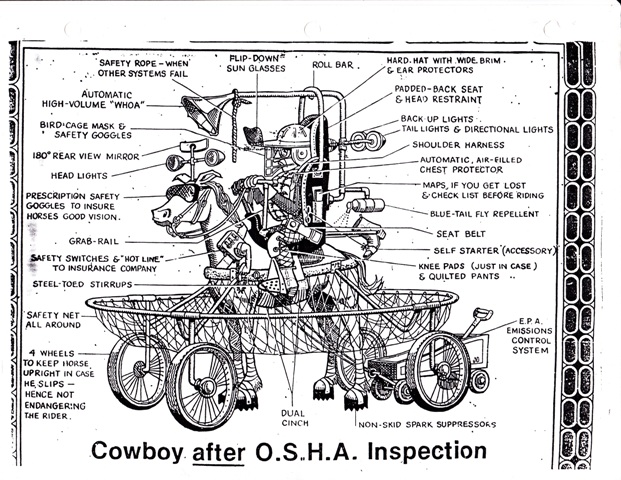 SAFETY ROPE – WHEN
OTHER SYSTEMS FAIL
FLIP-DOWN
SUN GLASSES
ROLL BAR
HARD HAT WITH WIDE BRIM
& EAR PROTECTORS
AUTOMATIC
HIGH-VOLUME "WHOA"
PADDED-BACK SEAT
& HEAD RESTRAINT
BIRDCAGE MASK &
SAFETY GOGGLES
BACK UP LIGHTS
TAIL LIGHTS & DIRECTIONAL LIGHTS
SHOULDER HARNESS
180° REAR VIEW MIRROR
AUTOMATIC, AIR-FILLED
CHEST PROTECTOR
HEAD LIGHTS
MAPS, IF YOU GET LOST
& CHECK LIST BEFORE RIDING
PRESCRIPTION SAFETY
GOGGLES TO INSURE
HORSES GOOD VISION.
BLUE-TAIL FLY REPELLENT
SEAT BELT
GRAB-RAIL
SELF STARTER (ACCESSORY)
SAFETY SWITCHES & "HOT LINE"
TO INSURANCE COMPANY
KNEE PADS (JUST IN CASE)
& QUILTED PANTS
STEEL-TOED STIRRUPS
SAFETY NET
ALL AROUND
E.P.A.
EMISSIONS
CONTROL
SYSTEM
4 WHEELS
TO KEEP HORSE
UPRIGHT IN CASE
HE SLIPS –
HENCE NOT
ENDANGERING
THE RIDER.
DUAL
CINCH
NON-SKID SPARK SUPPRESSORS
Cowboy after O.S.H.A. Inspection